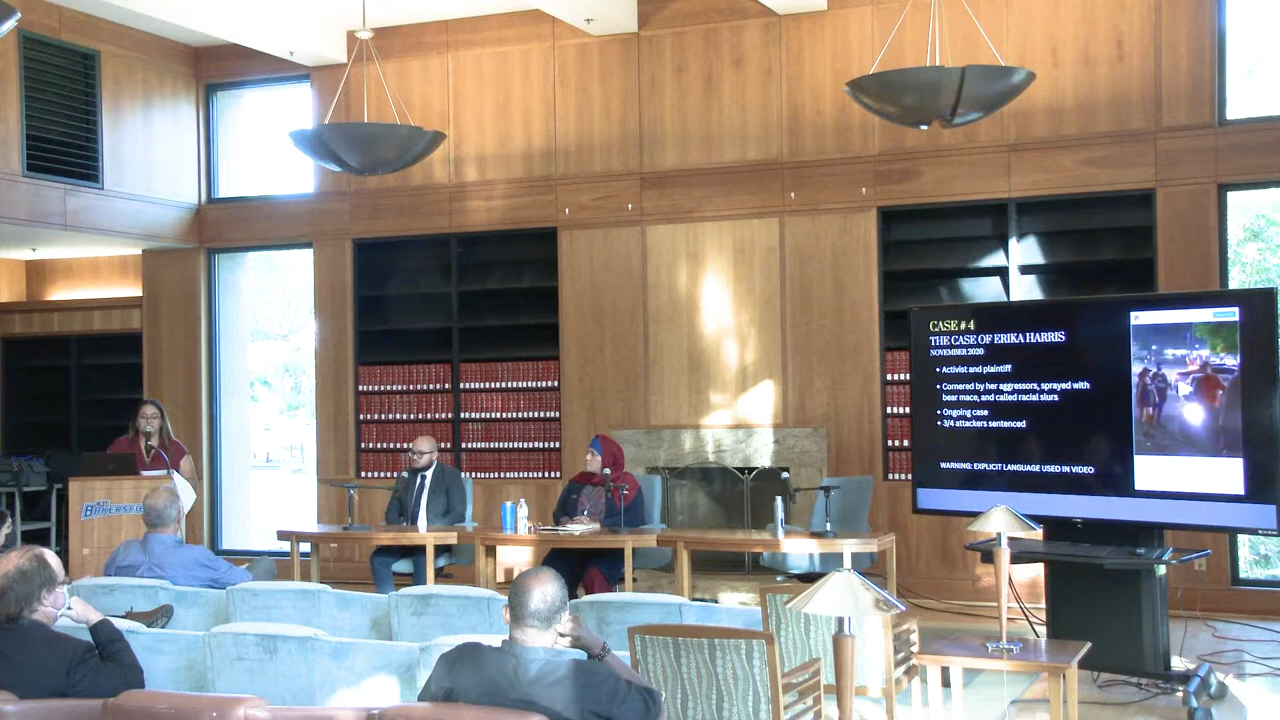 CASE # 4
THE CASE OF ERIKA HARRIS
NOVEMBER 2020
• Activist and plaintiff
• Cornered by her aggressors, sprayed with
bear mace, and called racial slurs
• Ongoing case
• 3/4 attackers sentenced
WARNING: EXPLICIT LANGUAGE USED IN VIDEO